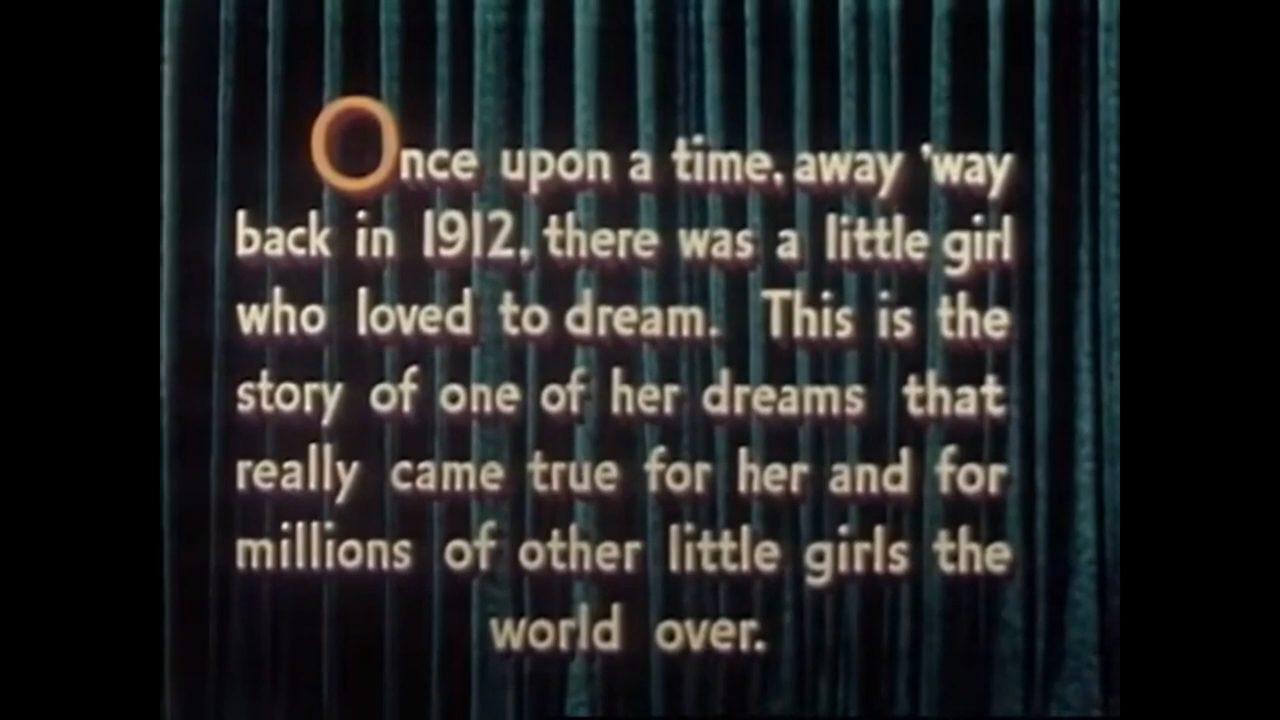 Once upon a time, away 'way
back in 1912, there was a little girl
who loved to dream. This is the
story of one of her dreams that
really came true for her and for
millions of other little girls the
world over.